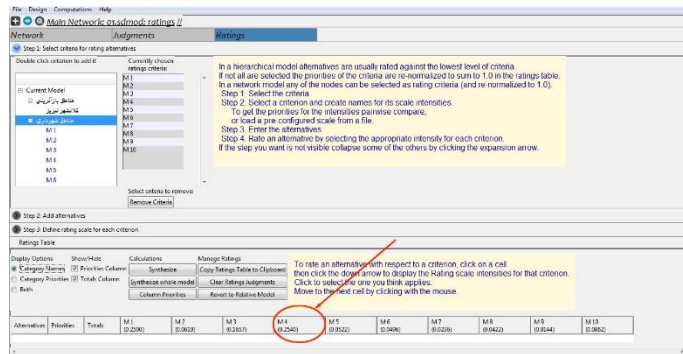 File Design Computations Help
Main Network: 01.sdmod: ratings //
Network Judgments Ratings
Step 1: Select criteria for rating alternatives
Double click criterion to add it
Currently chosen
ratings criteria:
Current Model
مناطق بازآفرینی
کلانشهر تبریز
مناطق شهرداری
M1
M2
M3
M4
M5
M6
M1
M2
M3
M4
M5
M6
M7
M8
M9
M10
Select criteria to remove:
Remove Criteria
In a hierarchical model alternatives are usually rated against the lowest level of criteria.
If not all are selected the priorities of the criteria are re-normalized to sum to 1.0 in the ratings table.
In a network model any of the nodes can be selected as rating criteria (and re-normalized to 1.0).
Step 1. Select the criteria
Step 2. Select a criterion and create names for its scale intensities.
To get the priorities for the intensities pairwise compare,
or load a pre-configured scale from a file.
Step 3. Enter the alternatives
Step 4. Rate an alternative by selecting the appropriate intensity for each criterion.
If the step you want is not visible collapse some of the others by clicking the expansion arrow.
Step 2: Add alternatives
Step 3: Define rating scale for each criterion
Ratings Table
Display Options Show/Hide Calculations Manage Ratings
Category Names Priorities Column Synthesize Copy Ratings Table to Clipboard
Category Priorities Totals Column Synthesize whole model Clear Ratings Judgments
Both Column Priorities Revert to Relative Model
To rate an alternative with respect to a criterion, click on a cell
then click the down arrow to display the Rating scale intensities for that criterion.
Click to select the one you think applies.
Move to the next cell by clicking with the mouse.
Alternatives Priorities Totals M1 M2 M3 M4 M5 M6 M7 M8 M9 M10
(0.2500) (0.0619) (0.1657) (0.2540) (0.0522) (0.0496) (0.0236) (0.0422) (0.0144) (0.0862)